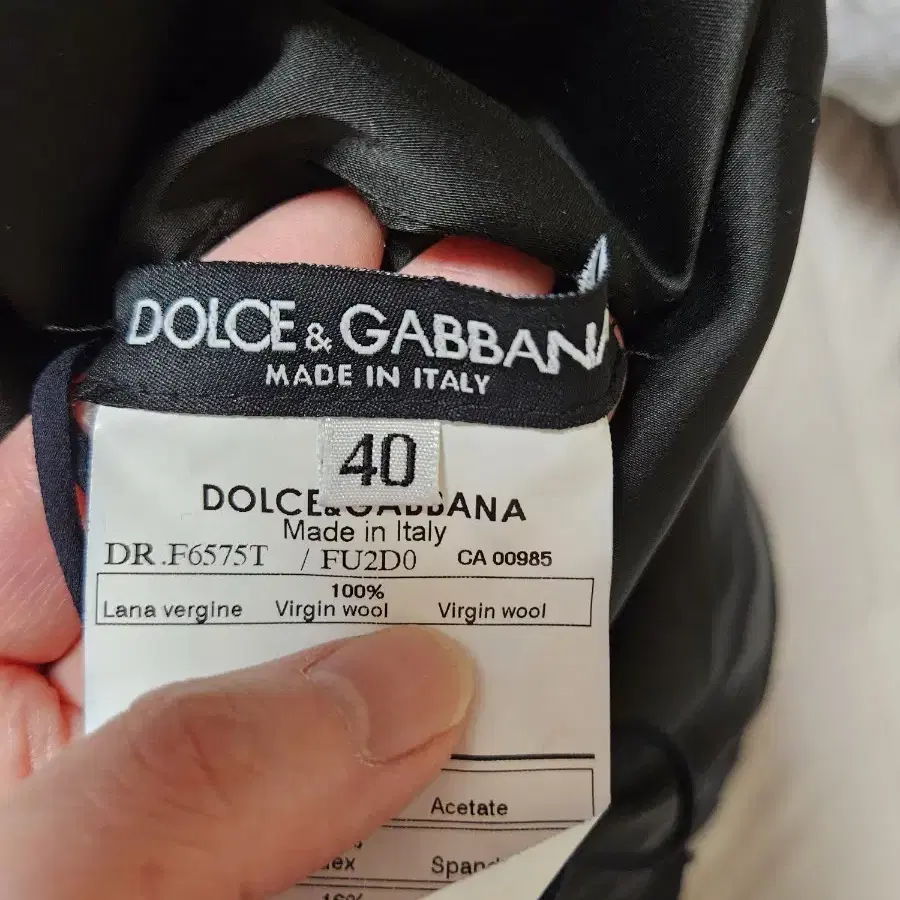 DOLCE & GABBANA
MADE IN ITALY
40
DOLCE&GABBANA
Made in Italy
DR.F6575T / FU2D0 CA 00985
100%
Lana vergine Virgin wool Virgin wool
Acetate